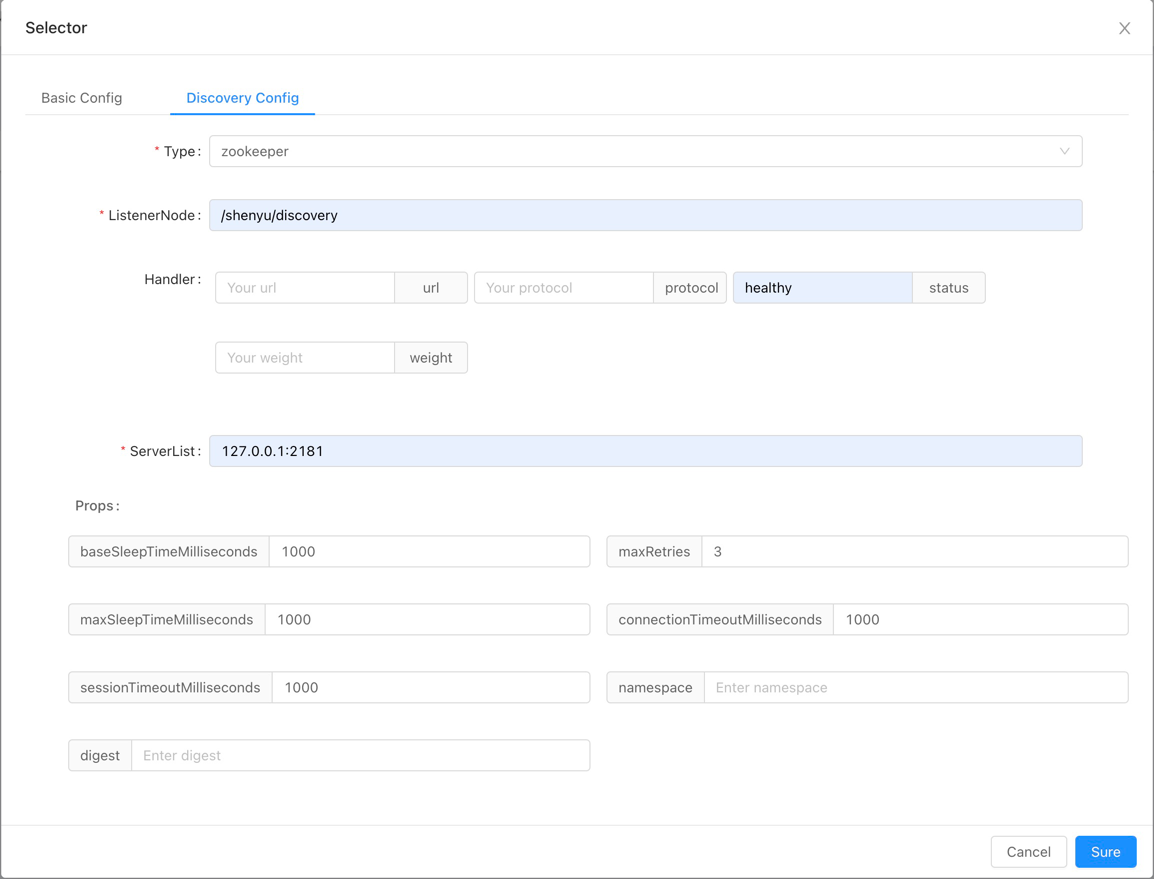 Selector
Basic Config Discovery Config
* Type : zookeeper
* ListenerNode : /shenyu/discovery
Handler : Your url url Your protocol protocol healthy status
Your weight weight
* ServerList : 127.0.0.1:2181
Props :
baseSleepTimeMilliseconds 1000 maxRetries 3
maxSleepTimeMilliseconds 1000 connectionTimeoutMilliseconds 1000
sessionTimeoutMilliseconds 1000 namespace Enter namespace
digest Enter digest
Cancel Sure